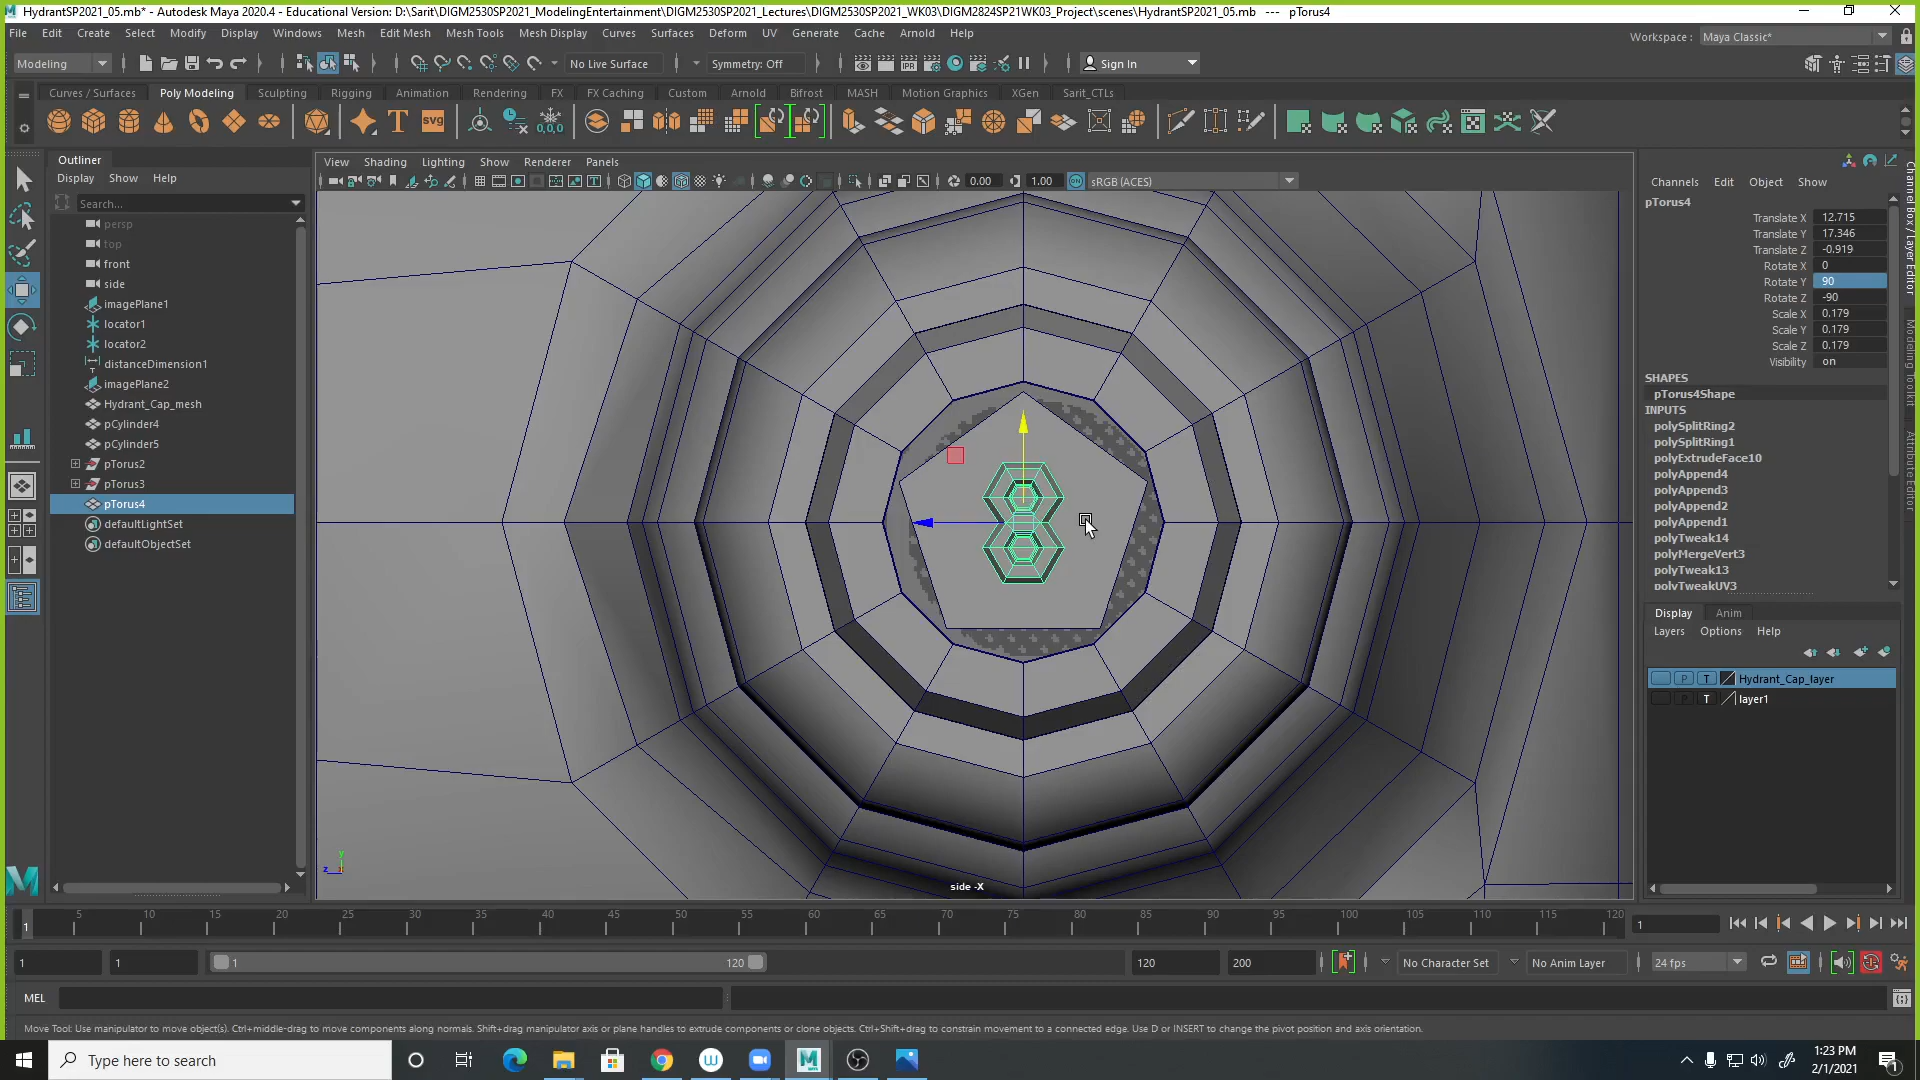 HydrantSP2021_05.mb* - Autodesk Maya 2020.4 - Educational Version: D:\Sarit\DIGM2530SP2021_ModelingEntertainment\DIGM2530SP2021_Lectures\DIGM2530SP2021_WK03\DIGM2824SP21WK03_Project\scenes\HydrantSP2021_05.mb --- pTorus4
File Edit Create Select Modify Display Windows Mesh Edit Mesh Mesh Tools Mesh Display Curves Surfaces Deform UV Generate Cache Arnold Help
Workspace : Maya Classic*
Modeling No Live Surface Symmetry: Off Sign In
Curves / Surfaces Poly Modeling Sculpting Rigging Animation Rendering FX FX Caching Custom Arnold Bifrost MASH Motion Graphics XGen Sarit_CTLs
T SVG 0,0,0
Outliner
Display Show Help
Search...
persp
top
front
side
imagePlane1
locator1
locator2
distanceDimension1
imagePlane2
Hydrant_Cap_mesh
pCylinder4
pCylinder5
pTorus2
pTorus3
pTorus4
defaultLightSet
defaultObjectSet
View Shading Lighting Show Renderer Panels
0.00 1.00 sRGB (ACES)
side -X
Channels Edit Object Show
pTorus4
Translate X 12.715
Translate Y 17.346
Translate Z -0.919
Rotate X 0
Rotate Y 90
Rotate Z -90
Scale X 0.179
Scale Y 0.179
Scale Z 0.179
Visibility on
SHAPES
pTorus4Shape
INPUTS
polySplitRing2
polySplitRing1
polyExtrudeFace10
polyAppend4
polyAppend3
polyAppend2
polyAppend1
polyTweak14
polyMergeVert3
polyTweak13
polyTweakUV3
Display Anim
Layers Options Help
P T Hydrant_Cap_layer
P T layer1
Channel Box / Layer Editor
Modeling Toolkit
Attribute Editor
1 5 10 15 20 25 30 35 40 45 50 55 60 65 70 75 80 85 90 95 100 105 110 115 120 1
1 1 1 120 120 200 No Character Set No Anim Layer 24 fps
MEL
Move Tool: Use manipulator to move object(s). Ctrl+middle-drag to move components along normals. Shift+drag manipulator axis or plane handles to extrude components or clone objects. Ctrl+Shift+drag to constrain movement to a connected edge. Use D or INSERT to change the pivot position and axis orientation.
Type here to search
1:23 PM
2/1/2021